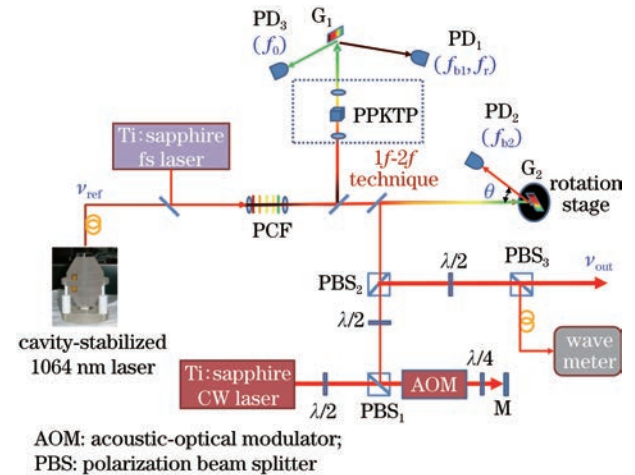 PD3
(f0)
G1
PD1
(fb1, fr)
PPKTP
PD2
(fb2)
Ti:sapphire
fs laser
1f-2f
technique
G2
θ
rotation
stage
νref
PCF
PBS2
λ/2
PBS3
νout
λ/2
cavity-stabilized
1064 nm laser
wave
meter
Ti:sapphire
CW laser
λ/2
PBS1
AOM
λ/4
M
AOM: acoustic-optical modulator;
PBS: polarization beam splitter